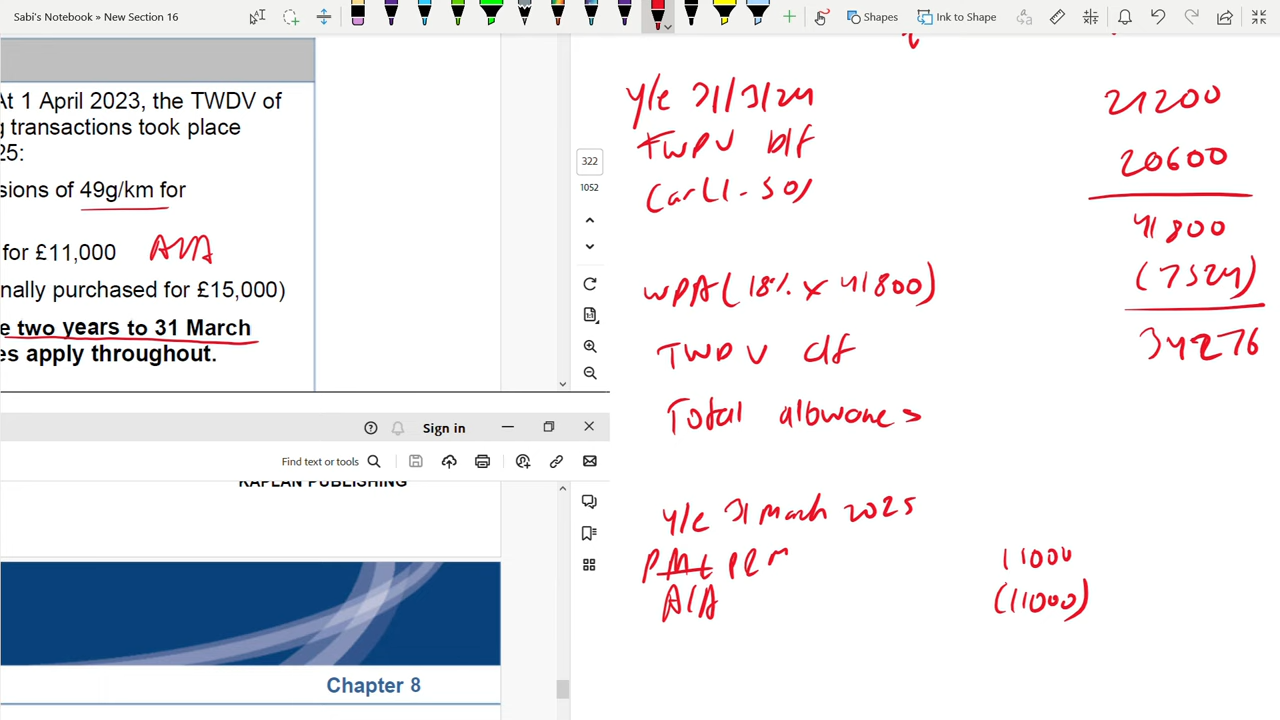 Sabi's Notebook » New Section 16
Shapes
Ink to Shape
At 1 April 2023, the TWDV of
g transactions took place
25:
sions of 49g/km for
for £11,000 AIA
nally purchased for £15,000)
e two years to 31 March
es apply throughout.
322
1052
Sign in
Find text or tools
KAPLAN PUBLISHING
Chapter 8
Y/e 31/3/24 21200
TWDV b/f 20600
Car(1-50)
41800
WDA (18% x 41800) (7524)
TWDV c/f 34276
Total allowances
Y/e 31 March 2025
11000
AIA (11000)